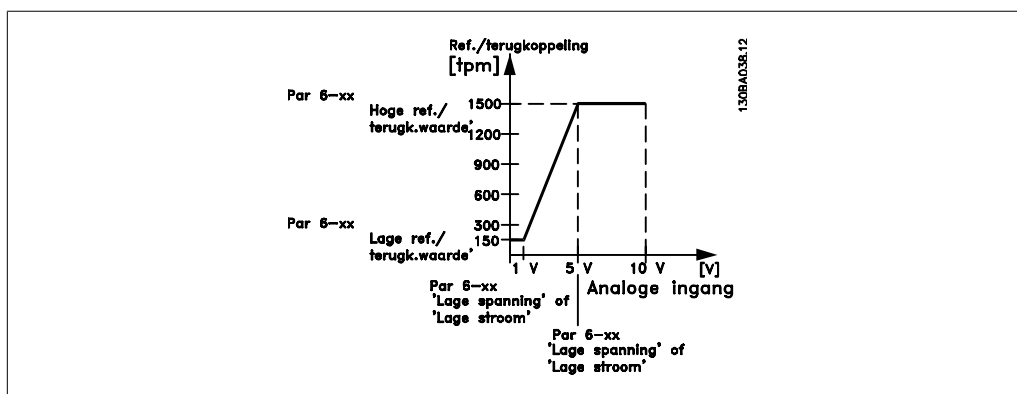 Ref./terugkoppeling
[tpm]
130BA038.12
Par 6-xx
Hoge ref./
terugk.waarde'
1500
1200
900
600
300
150
Par 6-xx
Lage ref./
terugk.waarde'
1 V
5 V
10 V
[V]
Analoge ingang
Par 6-xx
'Lage spanning' of
'Lage stroom'
Par 6-xx
'Lage spanning' of
'Lage stroom'